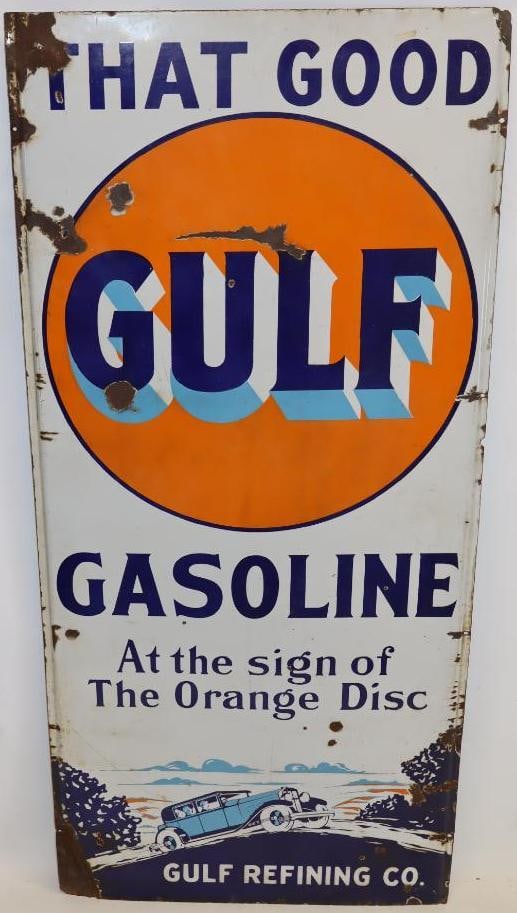 THAT GOOD
GULF
GASOLINE
At the sign of
The Orange Disc
GULF REFINING CO.